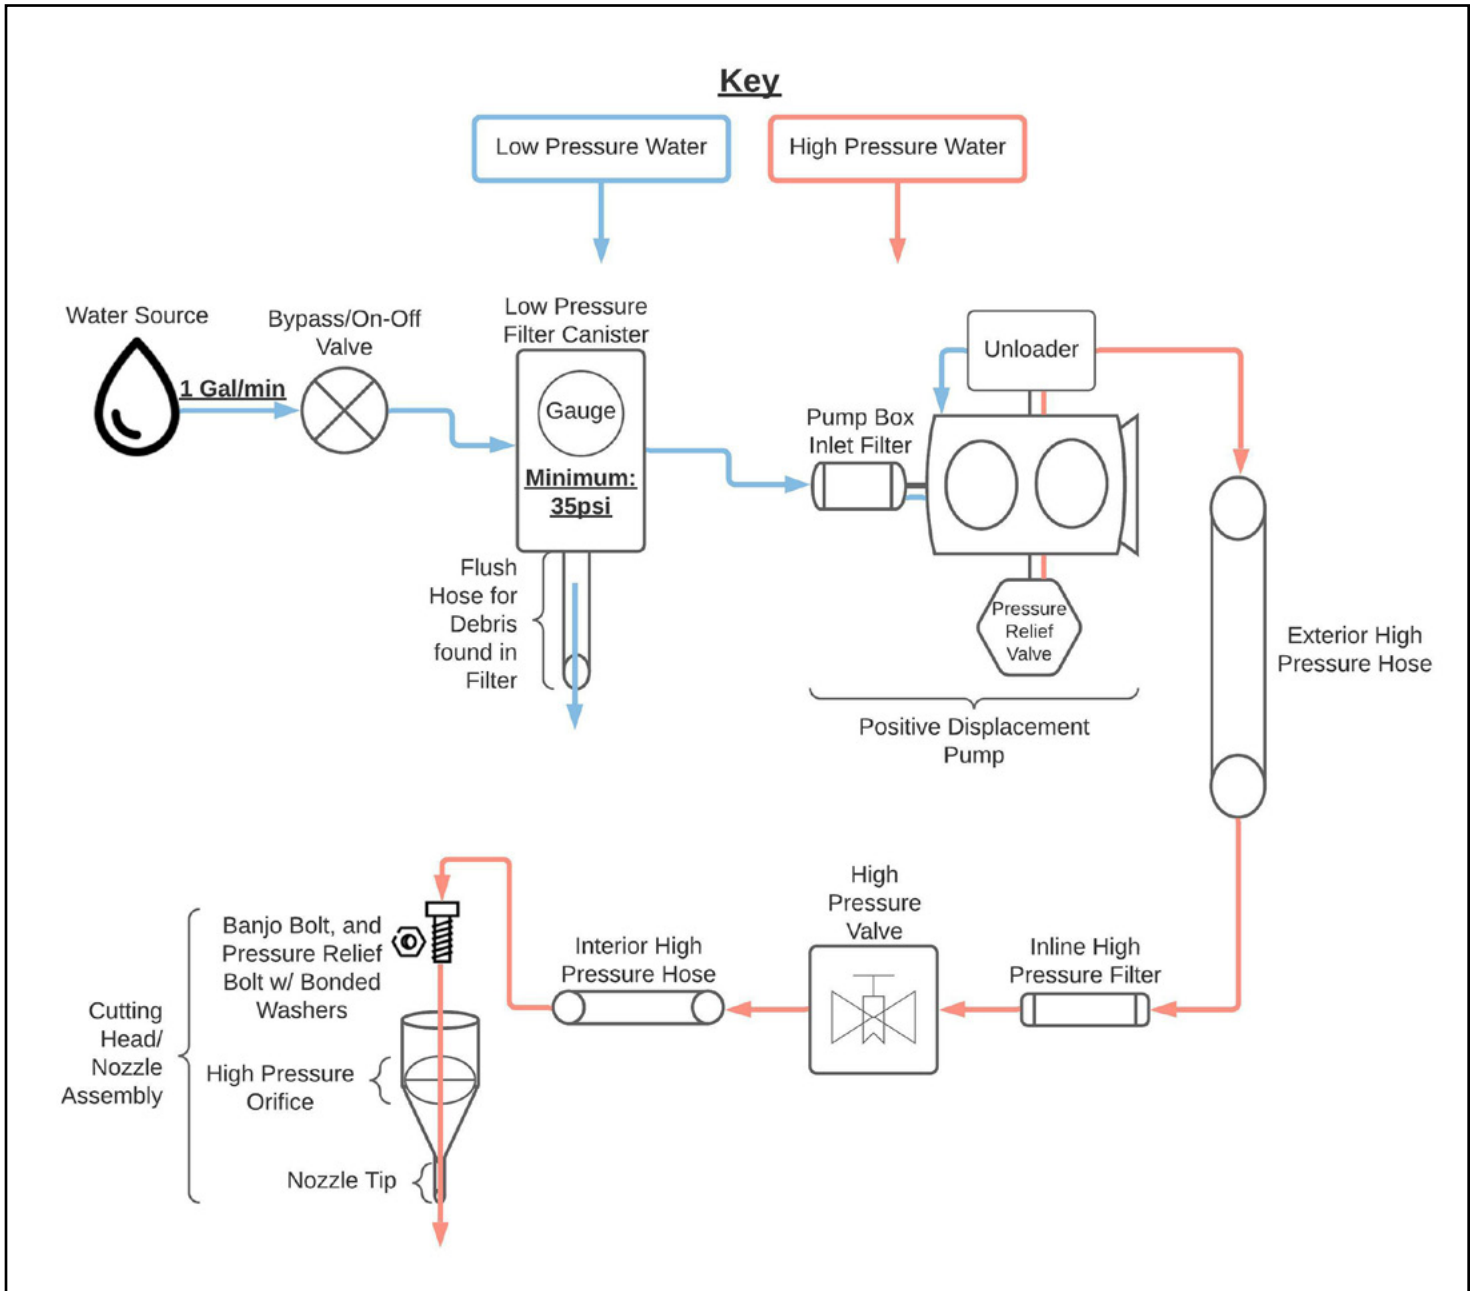 Key
Low Pressure Water
High Pressure Water
Water Source
1 Gal/min
Bypass/On-Off
Valve
Low Pressure
Filter Canister
Gauge
Minimum:
35psi
Flush
Hose for
Debris
found in
Filter
Pump Box
Inlet Filter
Unloader
Pressure
Relief
Valve
Positive Displacement
Pump
Exterior High
Pressure Hose
Inline High
Pressure Filter
High
Pressure
Valve
Interior High
Pressure Hose
Banjo Bolt, and
Pressure Relief
Bolt w/ Bonded
Washers
Cutting
Head/
Nozzle
Assembly
High Pressure
Orifice
Nozzle Tip